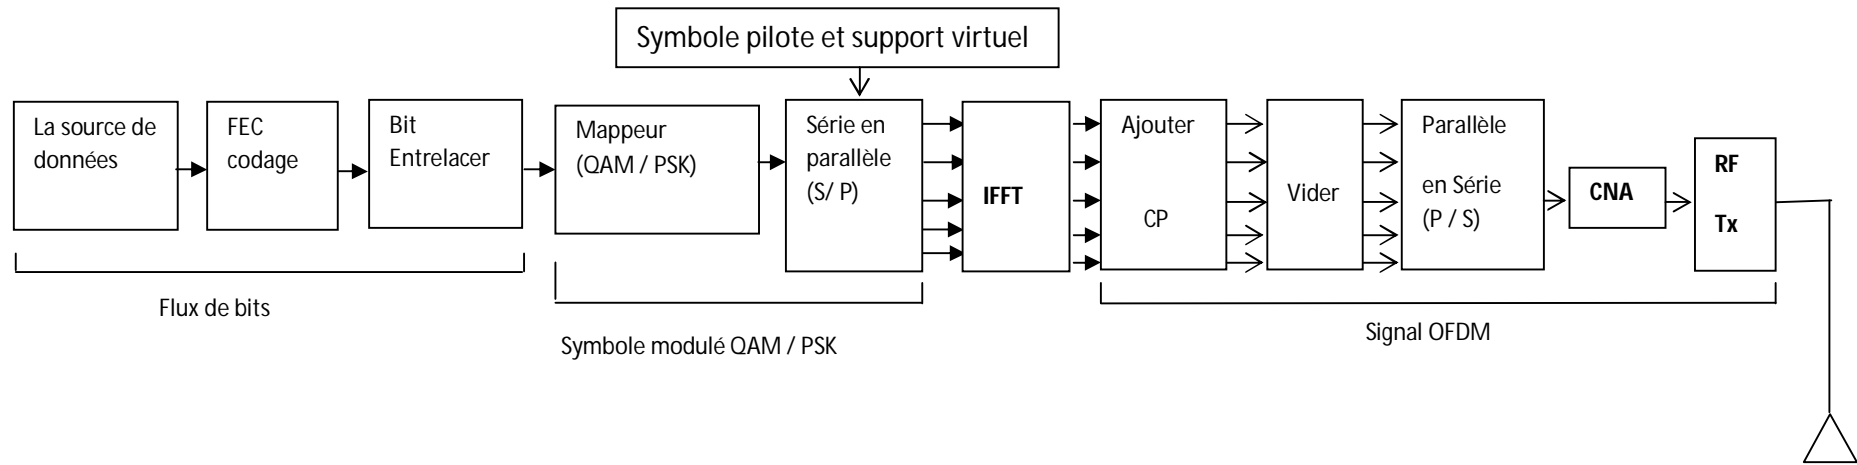 Symbole pilote et support virtuel
La source de
données
FEC
codage
Bit
Entrelacer
Mappeur
(QAM / PSK)
Série en
parallèle
(S/ P)
IFFT
Ajouter
CP
Vider
Parallèle
en Série
(P / S)
CNA
RF
Tx
Flux de bits
Symbole modulé QAM / PSK
Signal OFDM